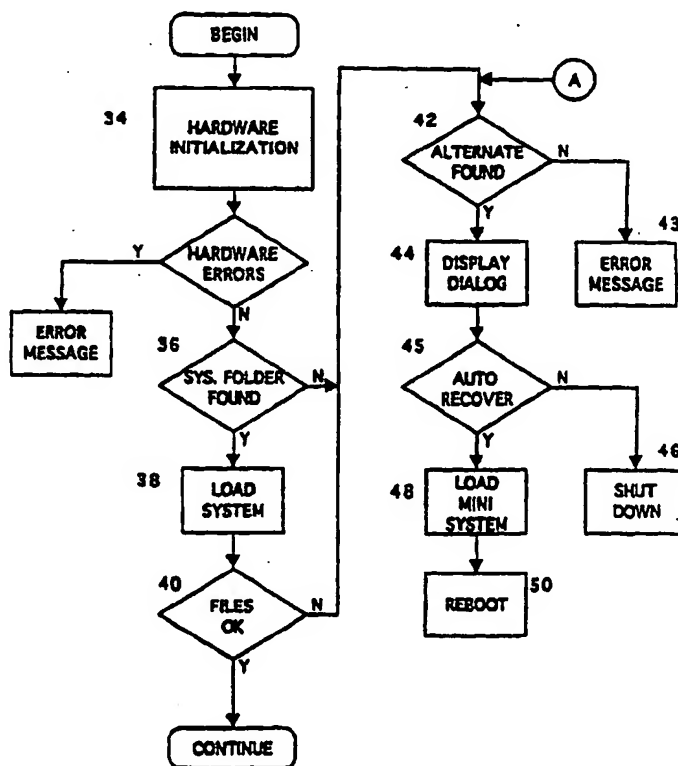 BEGIN
34
HARDWARE
INITIALIZATION
HARDWARE
ERRORS
Y
N
ERROR
MESSAGE
36
SYS. FOLDER
FOUND
N
Y
38
LOAD
SYSTEM
40
FILES
OK
N
Y
CONTINUE
A
42
ALTERNATE
FOUND
N
Y
43
ERROR
MESSAGE
44
DISPLAY
DIALOG
45
AUTO
RECOVER
N
Y
46
SHUT
DOWN
48
LOAD
MINI
SYSTEM
50
REBOOT